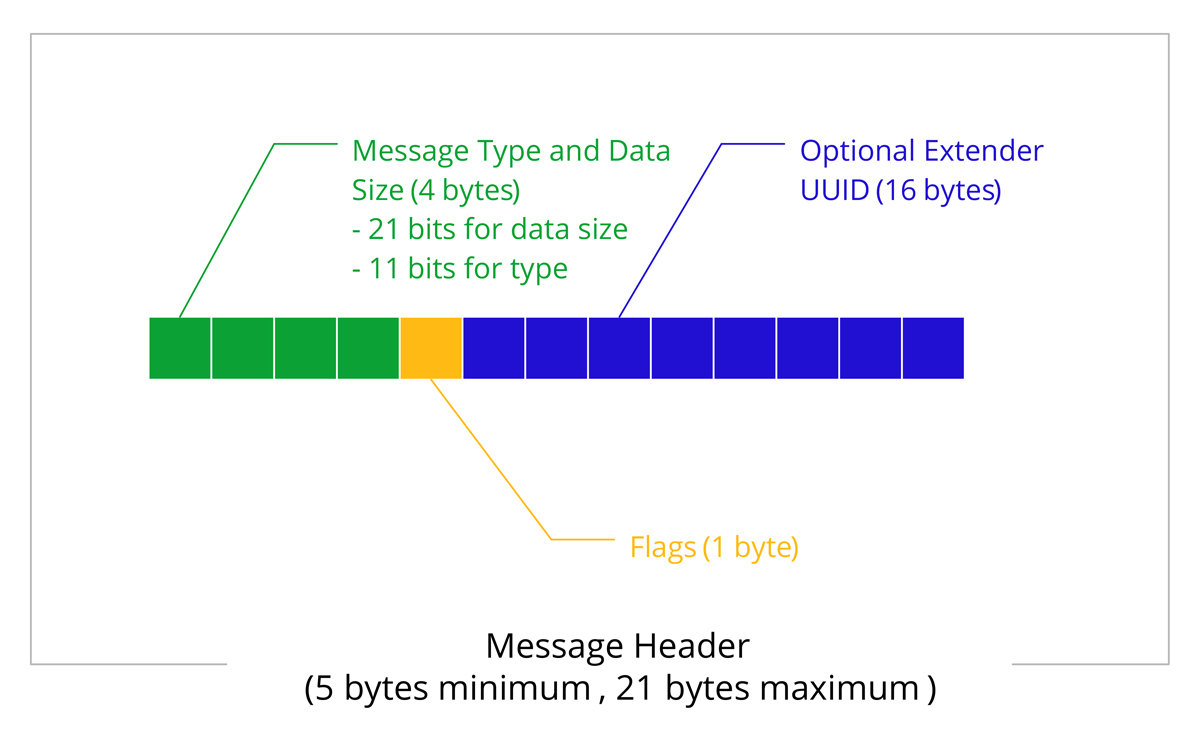 Message Type and Data
Size (4 bytes)
- 21 bits for data size
- 11 bits for type
Optional Extender
UUID (16 bytes)
Flags (1 byte)
Message Header
(5 bytes minimum , 21 bytes maximum )